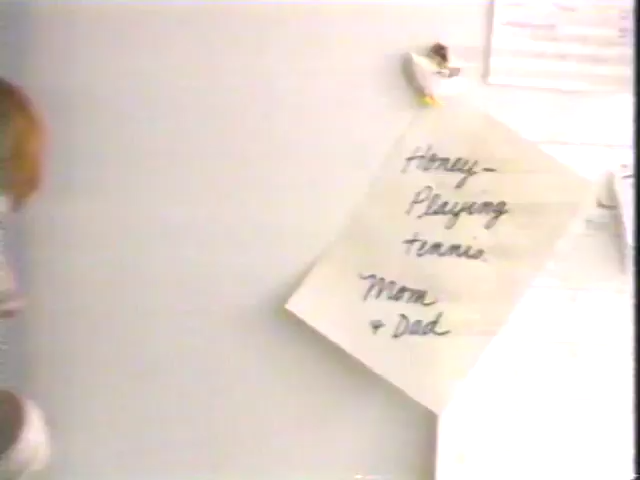 Honey-
Playing
tennis.
Mom
+ Dad